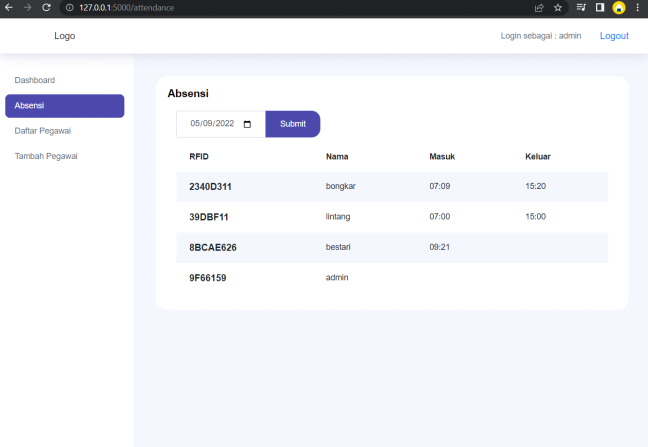 127.0.0.1:5000/attendance
Logo
Login sebagai : admin Logout
Dashboard
Absensi
Daftar Pegawai
Tambah Pegawai
Absensi
05/09/2022 Submit
RFID Nama Masuk Keluar
2340D311 bongkar 07:09 15:20
39DBF11 lintang 07:00 15:00
8BCAE626 bestari 09:21
9F66159 admin